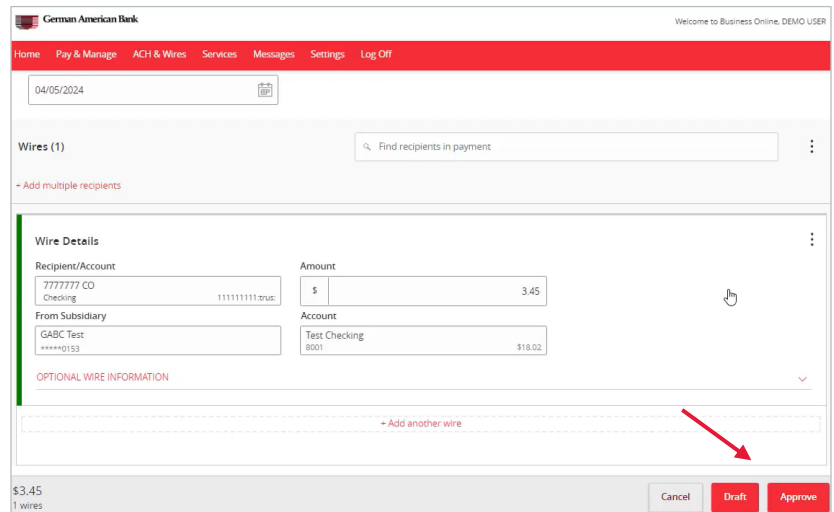 German American Bank
Welcome to Business Online, DEMO USER
Home Pay & Manage ACH & Wires Services Messages Settings Log Off
04/05/2024
Wires (1)
Find recipients in payment
+ Add multiple recipients
Wire Details
Recipient/Account Amount
7777777 CO
Checking 111111111:trus:
$ 3.45
From Subsidiary Account
GABC Test Test Checking
*****0153 8001 $18.02
OPTIONAL WIRE INFORMATION
+ Add another wire
$3.45
1 wires
Cancel Draft Approve